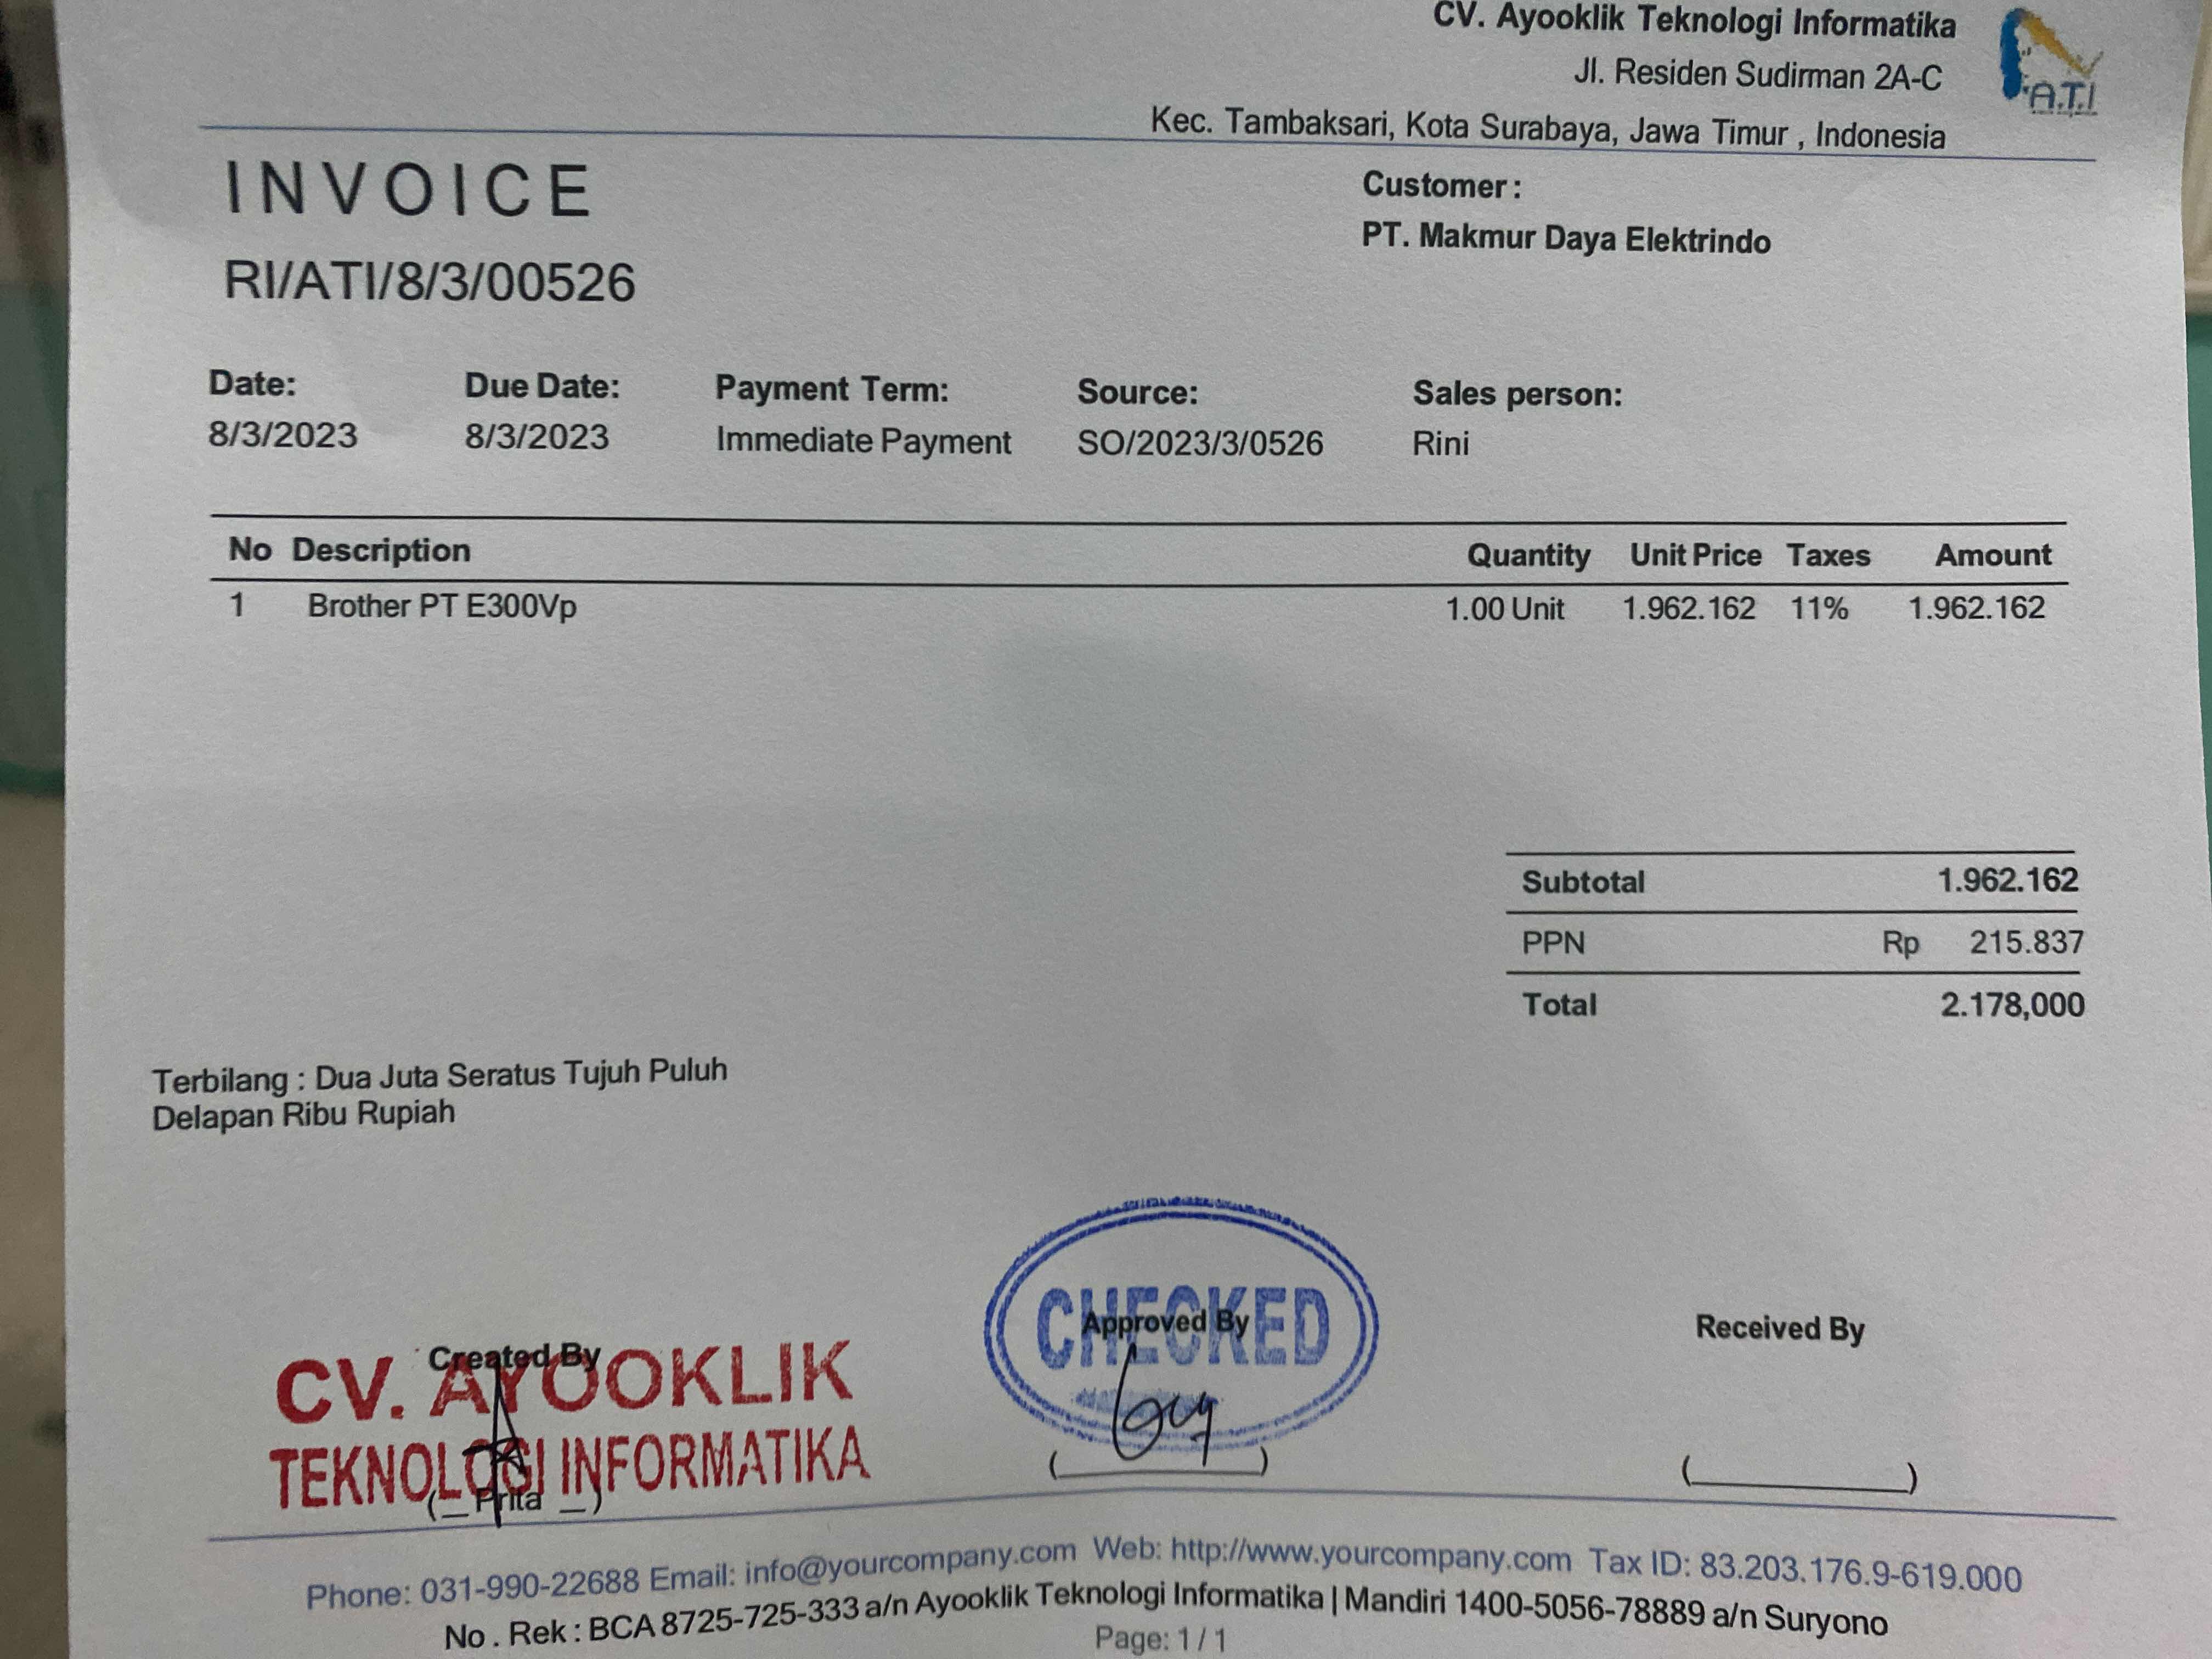 CV. Ayooklik Teknologi Informatika
Jl. Residen Sudirman 2A-C
Kec. Tambaksari, Kota Surabaya, Jawa Timur , Indonesia
A.T.I
INVOICE
RI/ATI/8/3/00526
Customer :
PT. Makmur Daya Elektrindo
Date: Due Date: Payment Term: Source: Sales person:
8/3/2023 8/3/2023 Immediate Payment SO/2023/3/0526 Rini
No Description Quantity Unit Price Taxes Amount
1 Brother PT E300Vp 1.00 Unit 1.962.162 11% 1.962.162
Subtotal 1.962.162
PPN Rp 215.837
Total 2.178,000
Terbilang : Dua Juta Seratus Tujuh Puluh
Delapan Ribu Rupiah
Created By
CV. AYOOKLIK
TEKNOLOGI INFORMATIKA
(_ Prita _)
CHECKED
Approved By
(__________)
Received By
(__________)
Phone: 031-990-22688 Email: info@yourcompany.com Web: http://www.yourcompany.com Tax ID: 83.203.176.9-619.000
No . Rek : BCA 8725-725-333 a/n Ayooklik Teknologi Informatika | Mandiri 1400-5056-78889 a/n Suryono
Page: 1 / 1